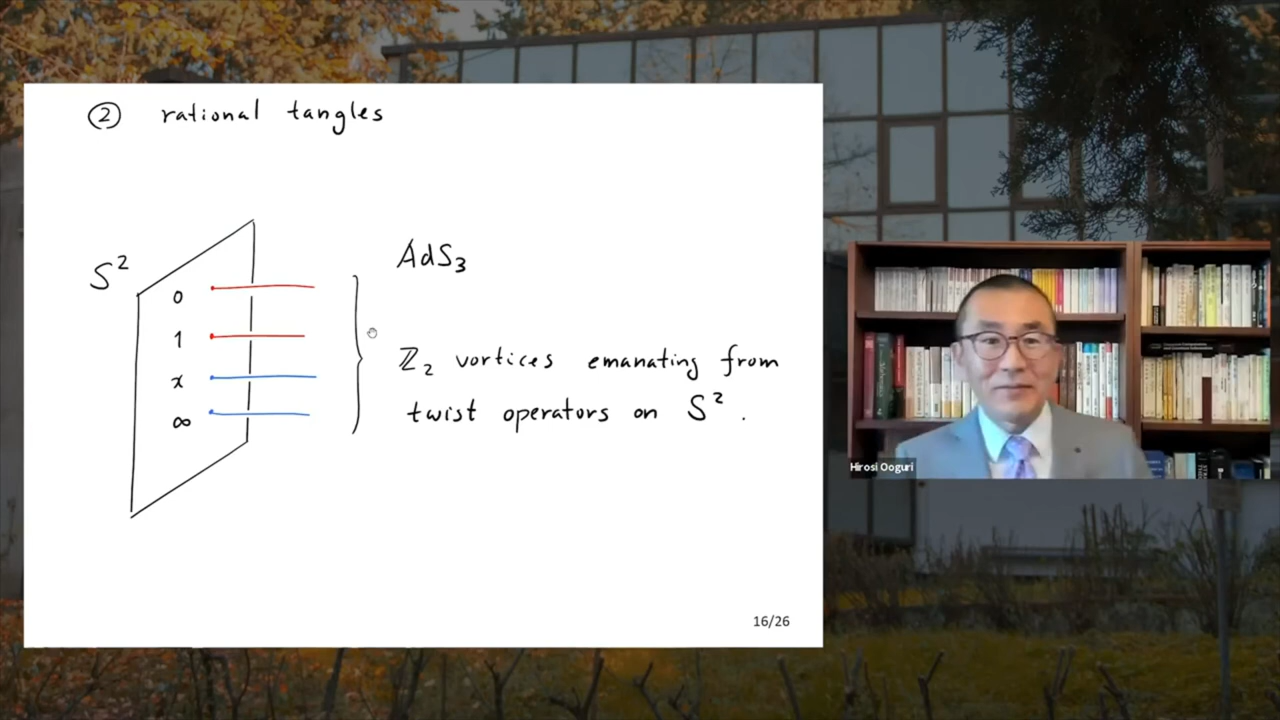 ② rational tangles
S²
AdS₃
0
1
x
∞
ℤ₂ vortices emanating from
twist operators on S².
Hirosi Ooguri
16/26